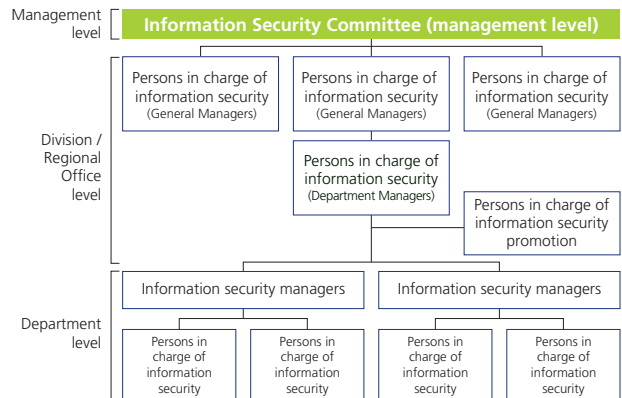 Management
level
Information Security Committee (management level)
Persons in charge of
information security
(General Managers)
Persons in charge of
information security
(General Managers)
Persons in charge of
information security
(General Managers)
Division /
Regional
Office
level
Persons in charge of
information security
(Department Managers)
Persons in charge of
information security
promotion
Information security managers
Information security managers
Department
level
Persons in
charge of
information
security
Persons in
charge of
information
security
Persons in
charge of
information
security
Persons in
charge of
information
security